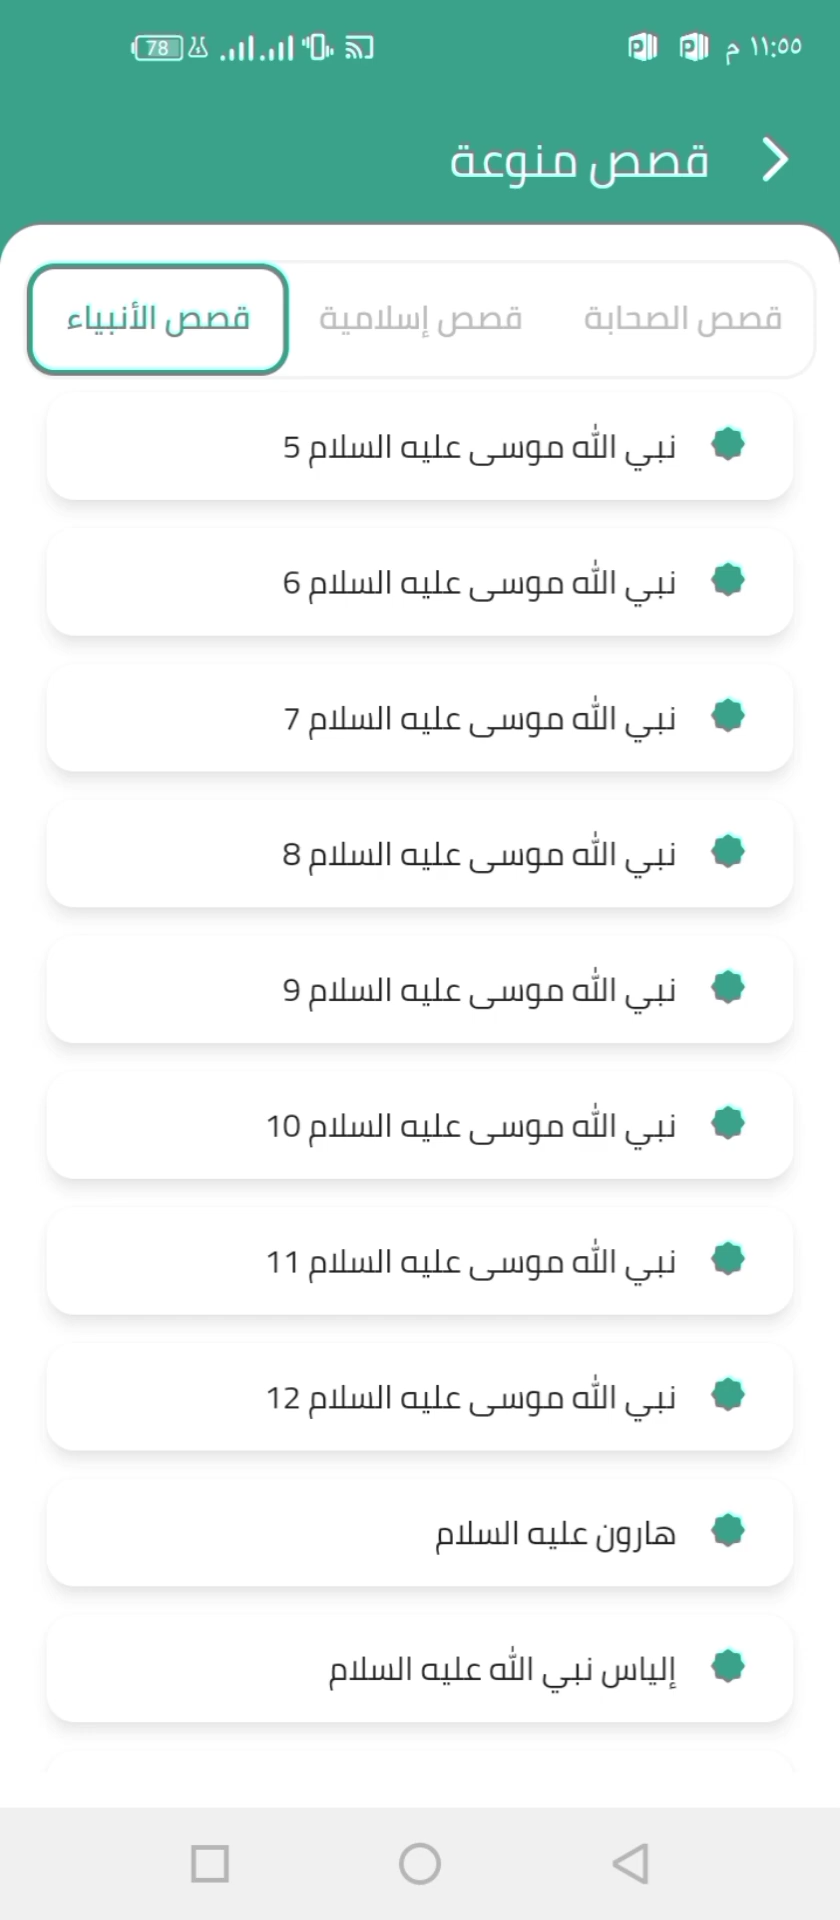 ١١:٥٥ م
78
قصص منوعة
قصص الصحابة
قصص إسلامية
قصص الأنبياء
نبي الله موسى عليه السلام 5
نبي الله موسى عليه السلام 6
نبي الله موسى عليه السلام 7
نبي الله موسى عليه السلام 8
نبي الله موسى عليه السلام 9
نبي الله موسى عليه السلام 10
نبي الله موسى عليه السلام 11
نبي الله موسى عليه السلام 12
هارون عليه السلام
إلياس نبي الله عليه السلام